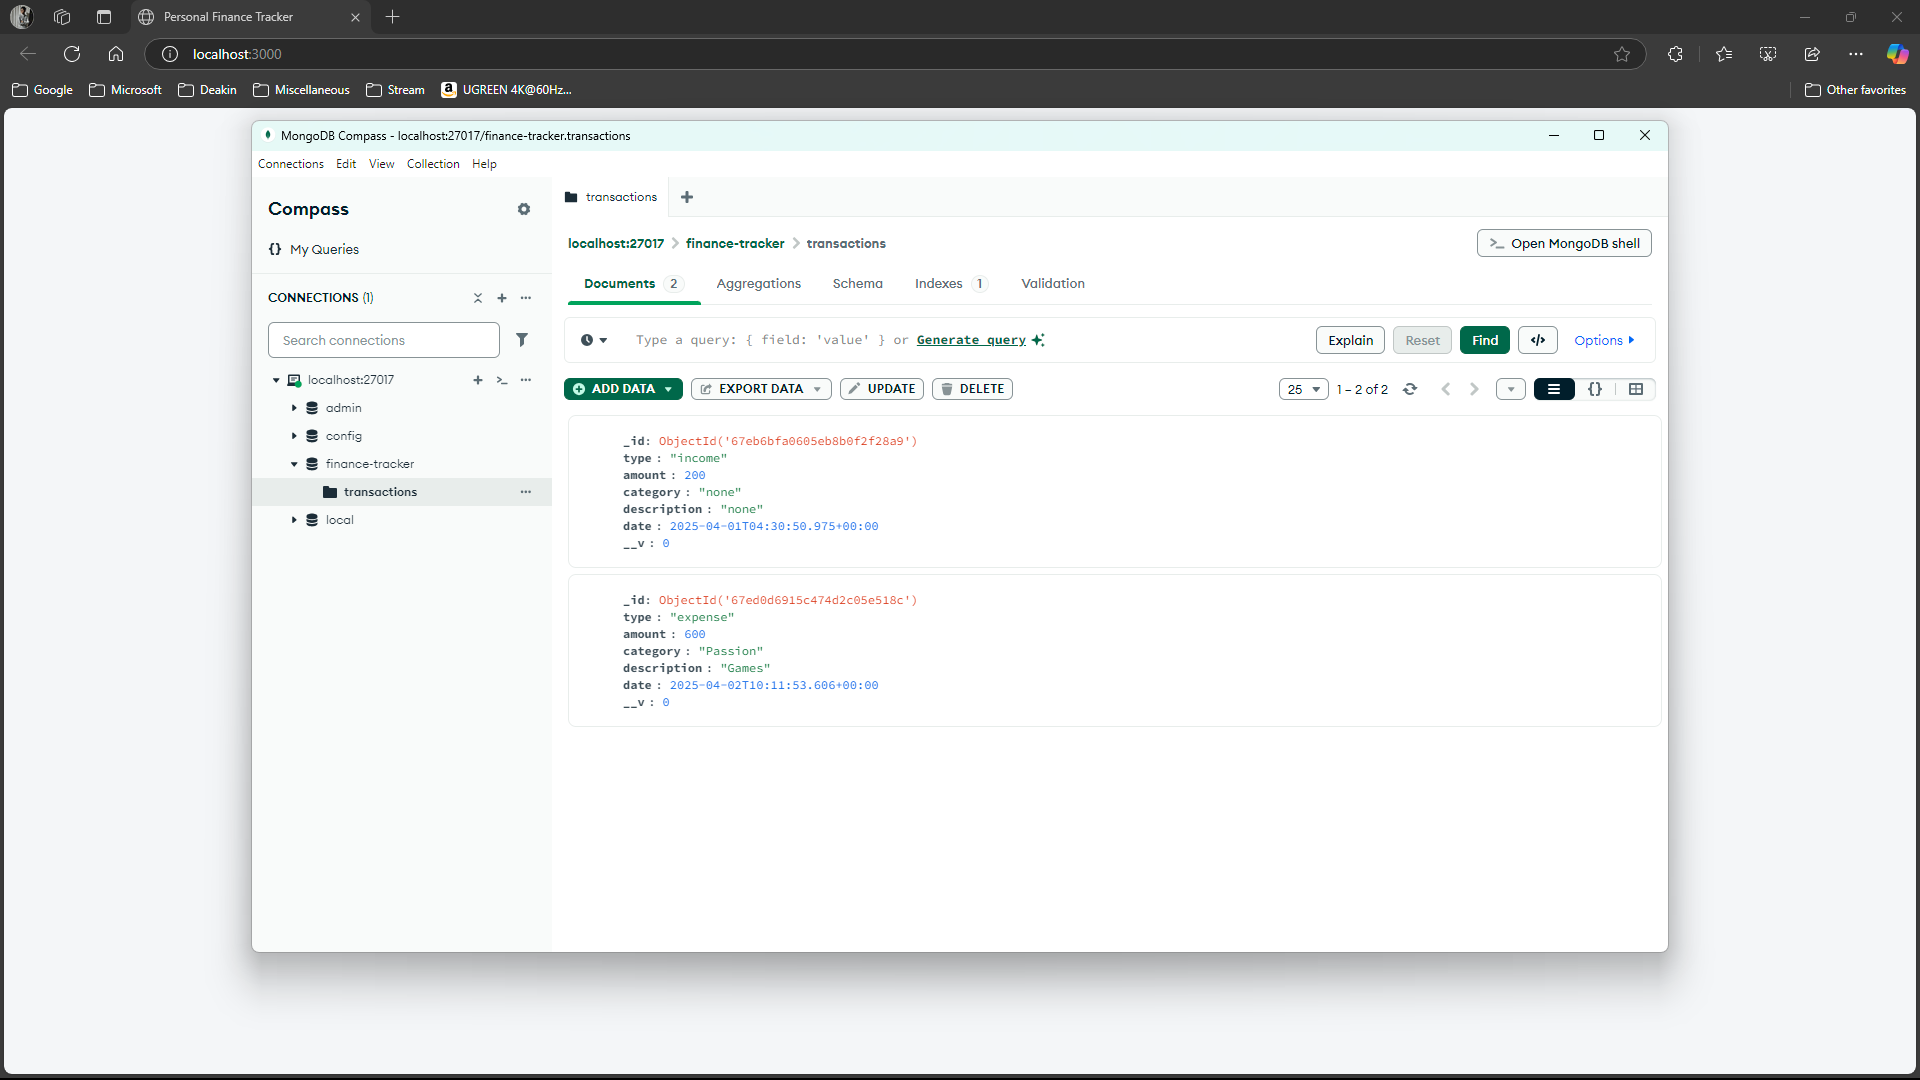 Personal Finance Tracker
localhost:3000
Google Microsoft Deakin Miscellaneous Stream UGREEN 4K@60Hz... Other favorites
MongoDB Compass - localhost:27017/finance-tracker.transactions
Connections Edit View Collection Help
Compass
{} My Queries
CONNECTIONS (1)
Search connections
localhost:27017
admin
config
finance-tracker
transactions
local
transactions
localhost:27017 > finance-tracker > transactions
>_ Open MongoDB shell
Documents 2 Aggregations Schema Indexes 1 Validation
Type a query: { field: 'value' } or Generate query
Explain Reset Find </> Options
ADD DATA EXPORT DATA UPDATE DELETE
25 1 – 2 of 2 {}
_id: ObjectId('67eb6bfa0605eb8b0f2f28a9')
type : "income"
amount : 200
category : "none"
description : "none"
date : 2025-04-01T04:30:50.975+00:00
__v : 0
_id: ObjectId('67ed0d6915c474d2c05e518c')
type : "expense"
amount : 600
category : "Passion"
description : "Games"
date : 2025-04-02T10:11:53.606+00:00
__v : 0